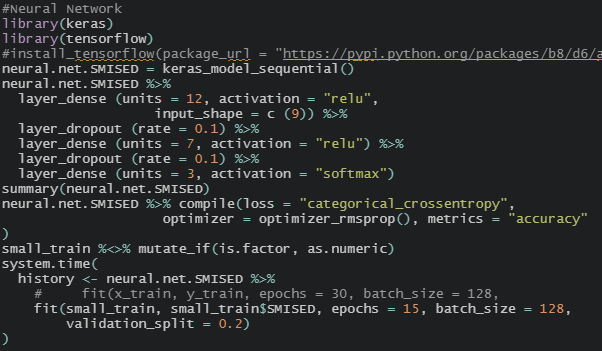 #Neural Network
library(keras)
library(tensorflow)
#install_tensorflow(package_url = "https://pypi.python.org/packages/b8/d6/a
neural.net.SMISED = keras_model_sequential()
neural.net.SMISED %>%
  layer_dense (units = 12, activation = "relu",
               input_shape = c (9)) %>%
  layer_dropout (rate = 0.1) %>%
  layer_dense (units = 7, activation = "relu") %>%
  layer_dropout (rate = 0.1) %>%
  layer_dense (units = 3, activation = "softmax")
summary(neural.net.SMISED)
neural.net.SMISED %>% compile(loss = "categorical_crossentropy",
                optimizer = optimizer_rmsprop(), metrics = "accuracy"
)
small_train %<>% mutate_if(is.factor, as.numeric)
system.time(
  history <- neural.net.SMISED %>%
    #    fit(x_train, y_train, epochs = 30, batch_size = 128,
    fit(small_train, small_train$SMISED, epochs = 15, batch_size = 128,
        validation_split = 0.2)
)